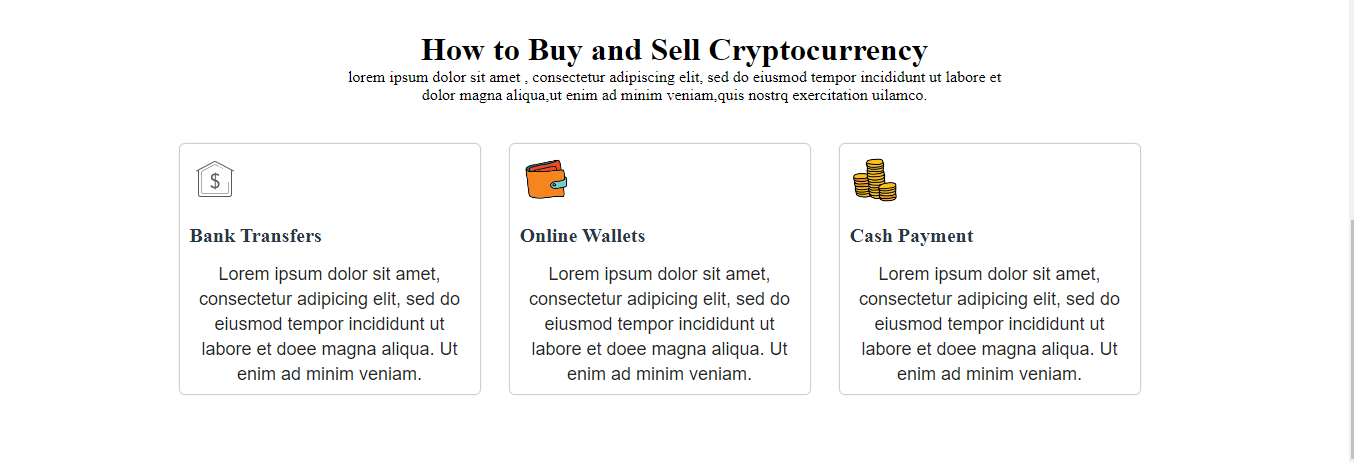 How to Buy and Sell Cryptocurrency
lorem ipsum dolor sit amet , consectetur adipiscing elit, sed do eiusmod tempor incididunt ut labore et
dolor magna aliqua,ut enim ad minim veniam,quis nostrq exercitation uilamco.
$
Bank Transfers
Lorem ipsum dolor sit amet,
consectetur adipicing elit, sed do
eiusmod tempor incididunt ut
labore et doee magna aliqua. Ut
enim ad minim veniam.
Online Wallets
Lorem ipsum dolor sit amet,
consectetur adipicing elit, sed do
eiusmod tempor incididunt ut
labore et doee magna aliqua. Ut
enim ad minim veniam.
Cash Payment
Lorem ipsum dolor sit amet,
consectetur adipicing elit, sed do
eiusmod tempor incididunt ut
labore et doee magna aliqua. Ut
enim ad minim veniam.